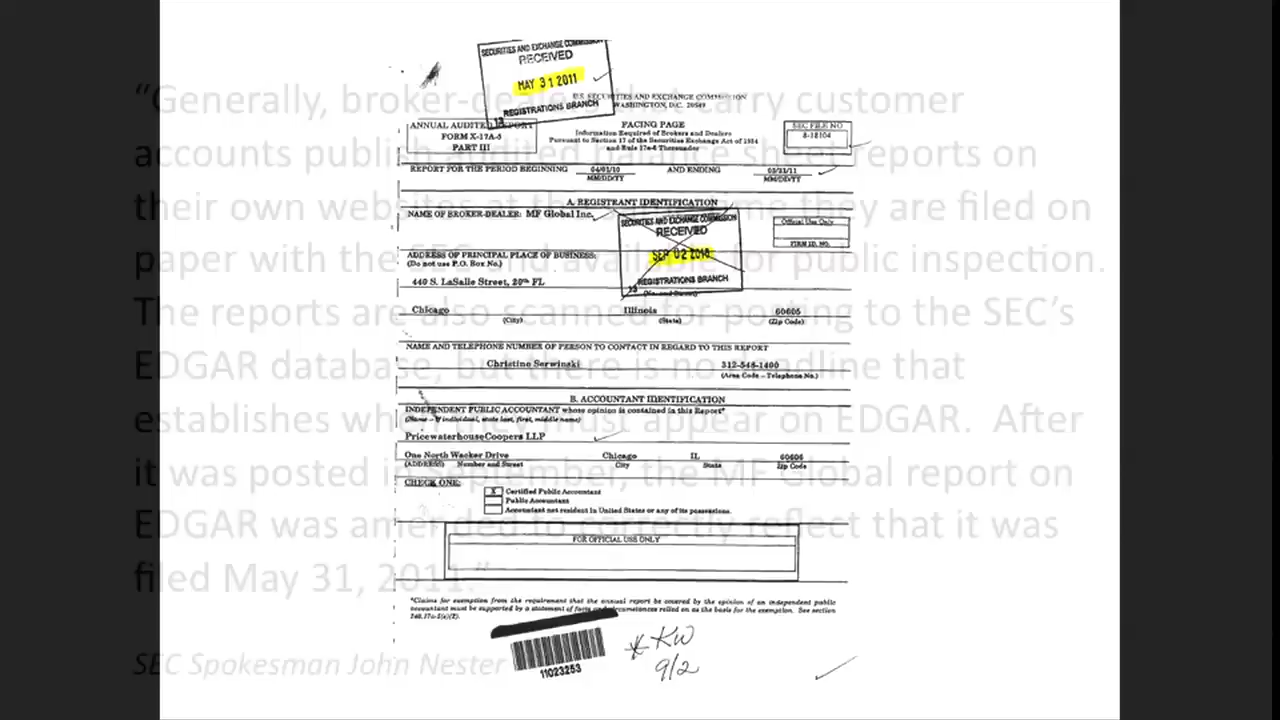 SECURITIES AND EXCHANGE COMMISSION
RECEIVED
MAY 3 1 2011
REGISTRATIONS BRANCH
13
U.S. SECURITIES AND EXCHANGE COMMISSION
WASHINGTON, D.C. 20549
ANNUAL AUDITED REPORT
FORM X-17A-5
PART III
FACING PAGE
Information Required of Brokers and Dealers
Pursuant to Section 17 of the Securities Exchange Act of 1934
and Rule 17a-5 Thereunder
SEC FILE NO
8-18104
REPORT FOR THE PERIOD BEGINNING 04/01/10 AND ENDING 03/31/11
MM/DD/YY MM/DD/YY
A. REGISTRANT IDENTIFICATION
NAME OF BROKER-DEALER: MF Global Inc.
SECURITIES AND EXCHANGE COMMISSION
RECEIVED
SEP 02
REGISTRATIONS BRANCH
13
Official Use Only
FIRM ID. NO.
ADDRESS OF PRINCIPAL PLACE OF BUSINESS:
(Do not use P.O. Box No.)
440 S. LaSalle Street, 20th FL
(No. and Street)
Chicago Illinois 60605
(City) (State) (Zip Code)
NAME AND TELEPHONE NUMBER OF PERSON TO CONTACT IN REGARD TO THIS REPORT
Christine Serwinski 312-548-1400
(Area Code – Telephone No.)
B. ACCOUNTANT IDENTIFICATION
INDEPENDENT PUBLIC ACCOUNTANT whose opinion is contained in this Report*
(Name – if individual, state last, first, middle name)
PricewaterhouseCoopers LLP
One North Wacker Drive Chicago IL 60606
(ADDRESS) Number and Street City State Zip Code
CHECK ONE:
X Certified Public Accountant
Public Accountant
Accountant not resident in United States or any of its possessions.
FOR OFFICIAL USE ONLY
*Claims for exemption from the requirement that the annual report be covered by the opinion of an independent public
accountant must be supported by a statement of facts and circumstances relied on as the basis for the exemption. See section
240.17a-5(e)(2).
11023253
*KW
9/2
“Generally, broker-dealers that carry customer
accounts publish audited balance sheet reports on
their own websites at the same time they are filed on
paper with the SEC and available for public inspection.
The reports are also scanned for posting to the SEC’s
EDGAR database, but there is no deadline that
establishes when they must appear on EDGAR. After
it was posted in September, the MF Global report on
EDGAR was amended to correctly reflect that it was
filed May 31, 2011.”
SEC Spokesman John Nester